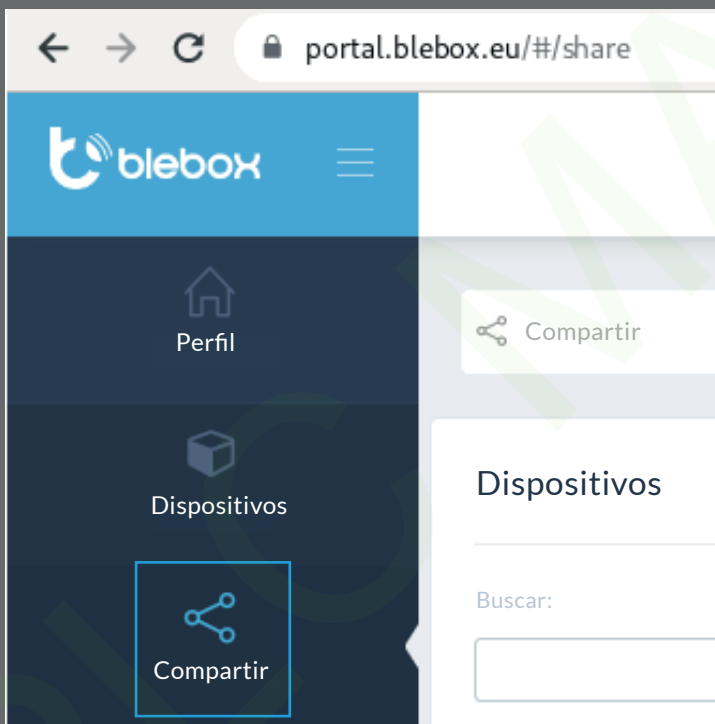 portal.blebox.eu/#/share
blebox
Perfil
Compartir
Dispositivos
Dispositivos
Buscar:
Compartir